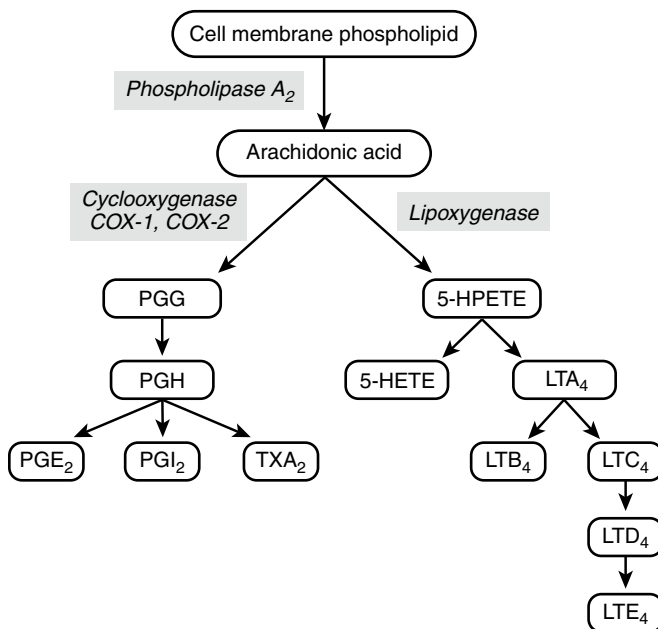 Cell membrane phospholipid
Phospholipase A₂
Arachidonic acid
Cyclooxygenase
COX-1, COX-2
Lipoxygenase
PGG
5-HPETE
PGH
5-HETE
LTA₄
PGE₂
PGI₂
TXA₂
LTB₄
LTC₄
LTD₄
LTE₄